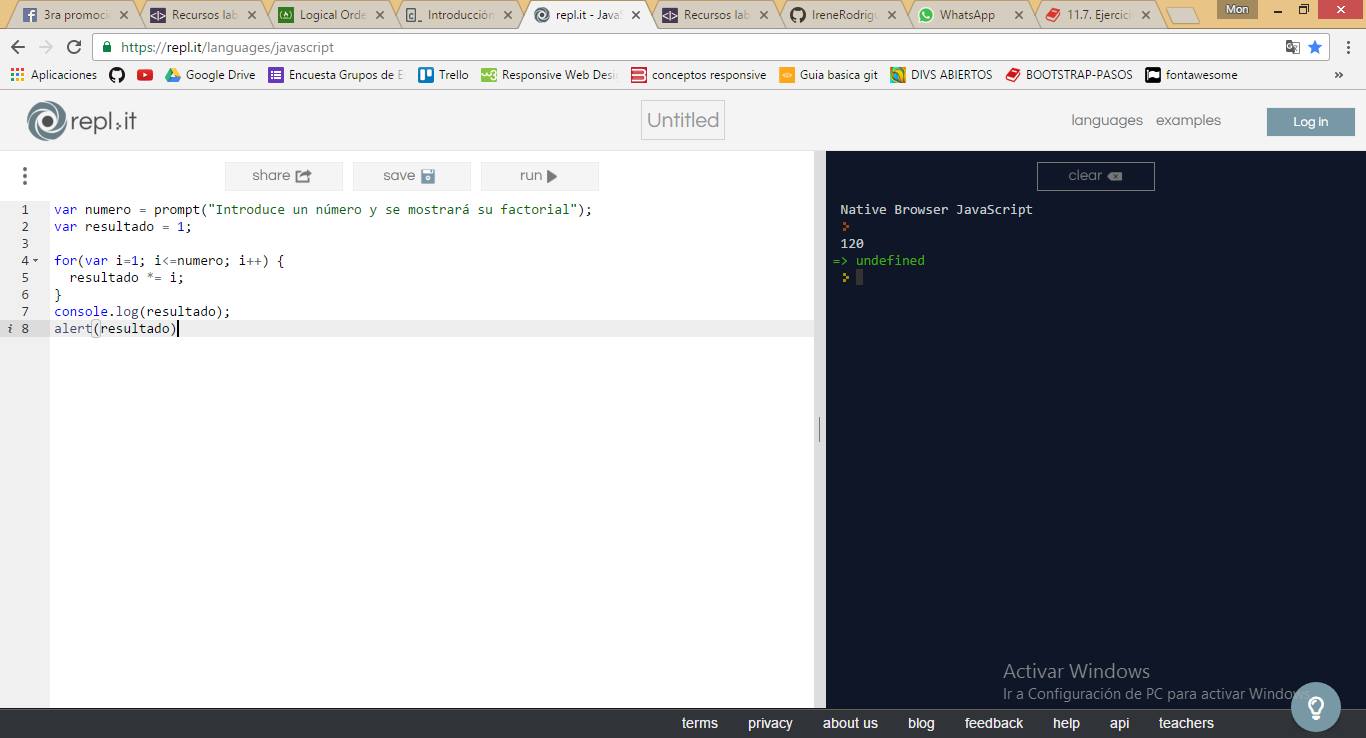 3ra promoci
Recursos lab
Logical Orde
Introducción
repl.it - JavaS
Recursos lab
IreneRodrigu
WhatsApp
11.7. Ejercici
Mon
https://repl.it/languages/javascript
Aplicaciones
Google Drive
Encuesta Grupos de E
Trello
Responsive Web Desi
conceptos responsive
Guia basica git
DIVS ABIERTOS
BOOTSTRAP-PASOS
fontawesome
»
repl.it
Untitled
languages
examples
Log in
share
save
run
clear
1 var numero = prompt("Introduce un número y se mostrará su factorial");
2 var resultado = 1;
3
4 for(var i=1; i<=numero; i++) {
5 resultado *= i;
6 }
7 console.log(resultado);
i 8 alert(resultado)
Native Browser JavaScript
120
=> undefined
Activar Windows
Ir a Configuración de PC para activar Windows.
terms
privacy
about us
blog
feedback
help
api
teachers